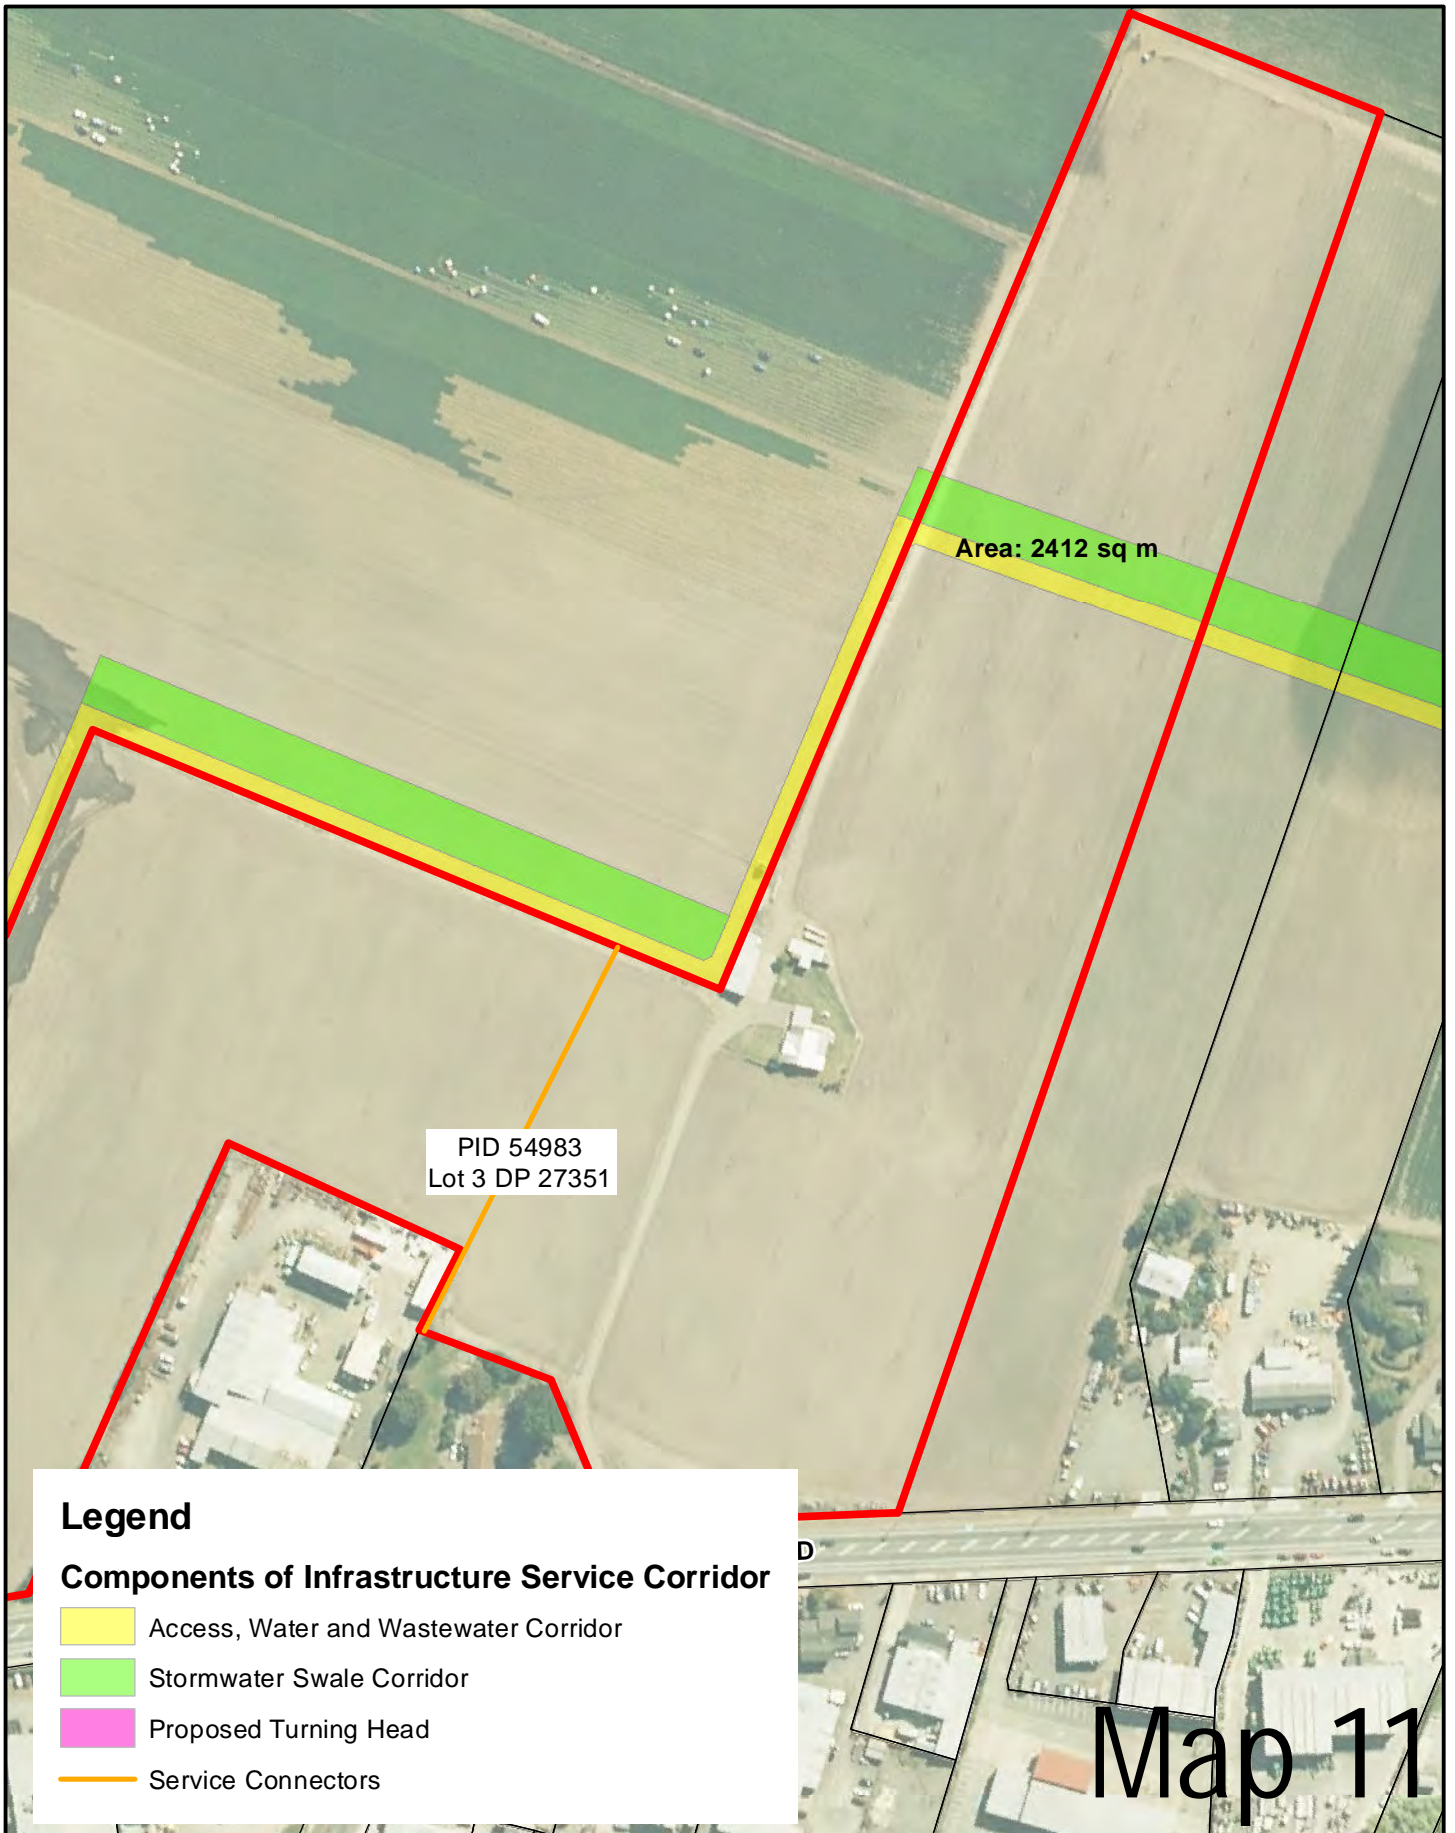 Area: 2412 sq m
PID 54983
Lot 3 DP 27351
D
Legend
Components of Infrastructure Service Corridor
Access, Water and Wastewater Corridor
Stormwater Swale Corridor
Proposed Turning Head
Service Connectors
Map 11